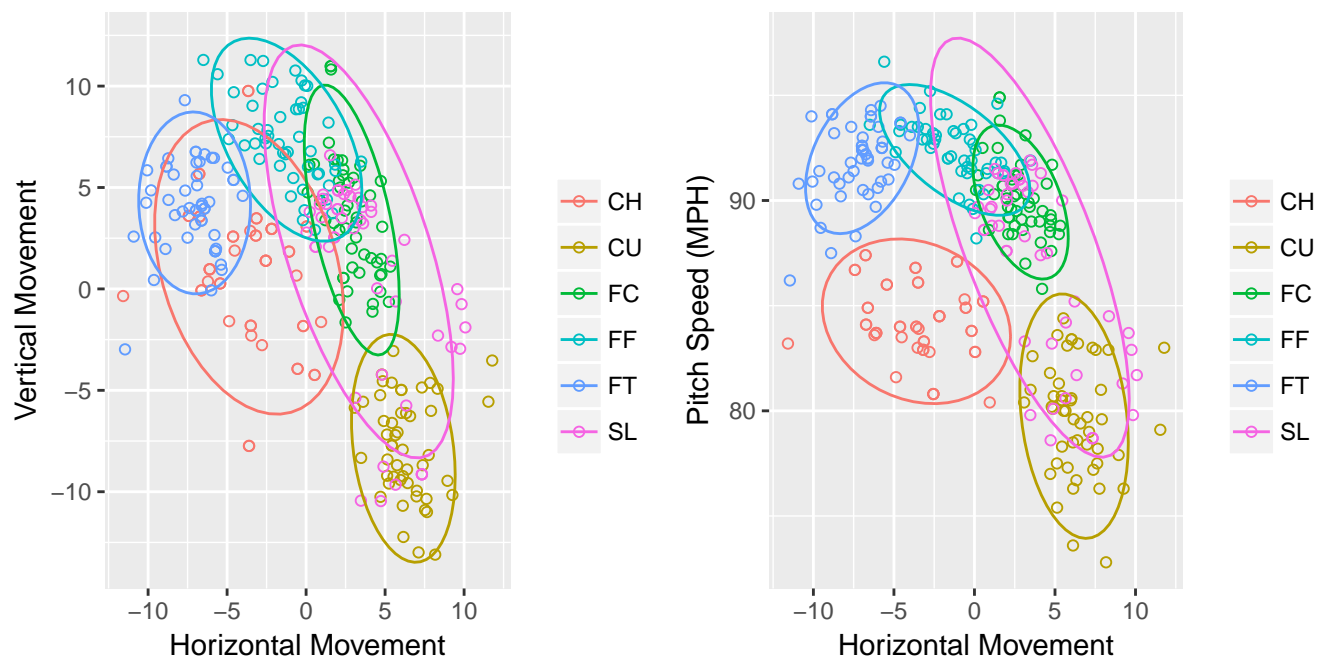 Vertical Movement
10
5
0
−5
−10
−10
−5
0
5
10
Horizontal Movement
CH
CU
FC
FF
FT
SL
Pitch Speed (MPH)
90
80
−10
−5
0
5
10
Horizontal Movement
CH
CU
FC
FF
FT
SL